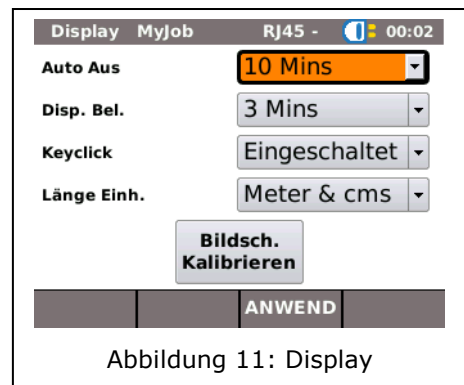 Display MyJob RJ45 - 00:02
Auto Aus 10 Mins
Disp. Bel. 3 Mins
Keyclick Eingeschaltet
Länge Einh. Meter & cms
Bildsch.
Kalibrieren
ANWEND
Abbildung 11: Display